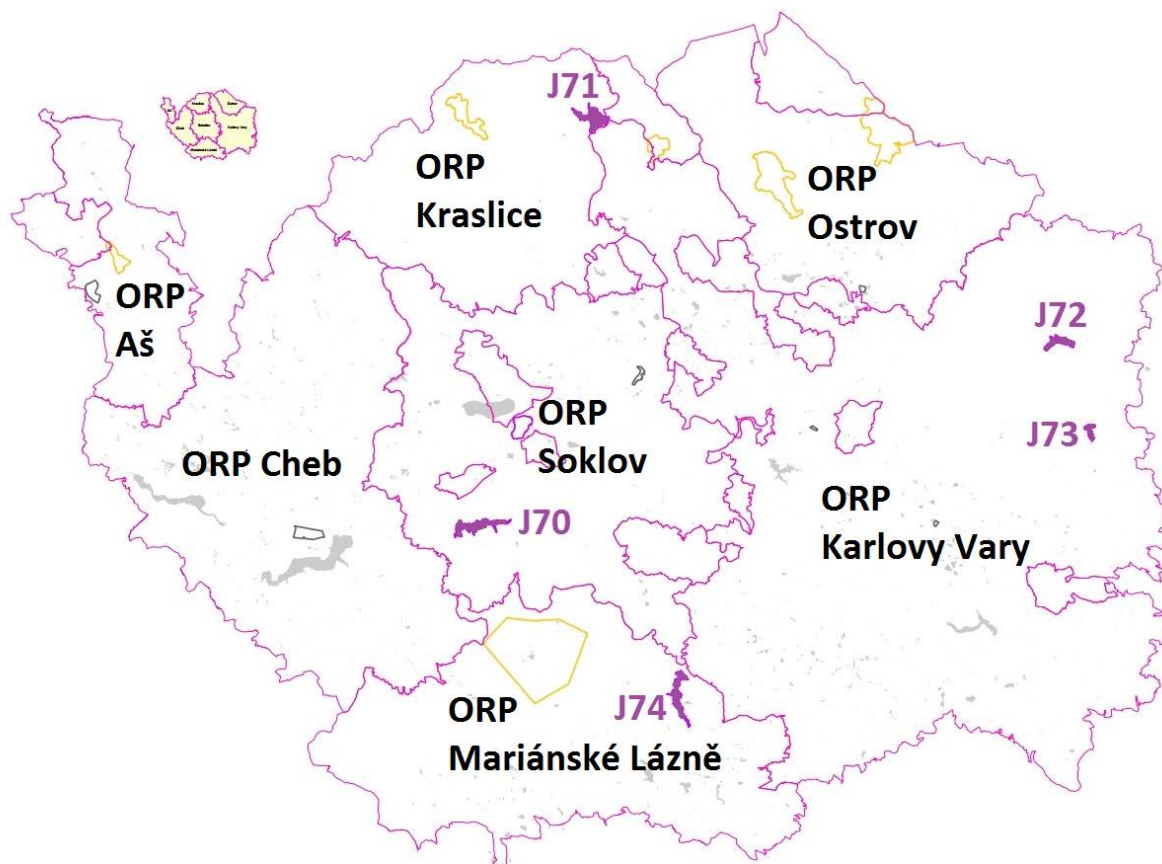 J71
ORP
Kraslice
ORP
Ostrov
ORP
Aš
J72
ORP
Soklov
J73
ORP Cheb
ORP
Karlovy Vary
J70
ORP
Mariánské Lázně
J74